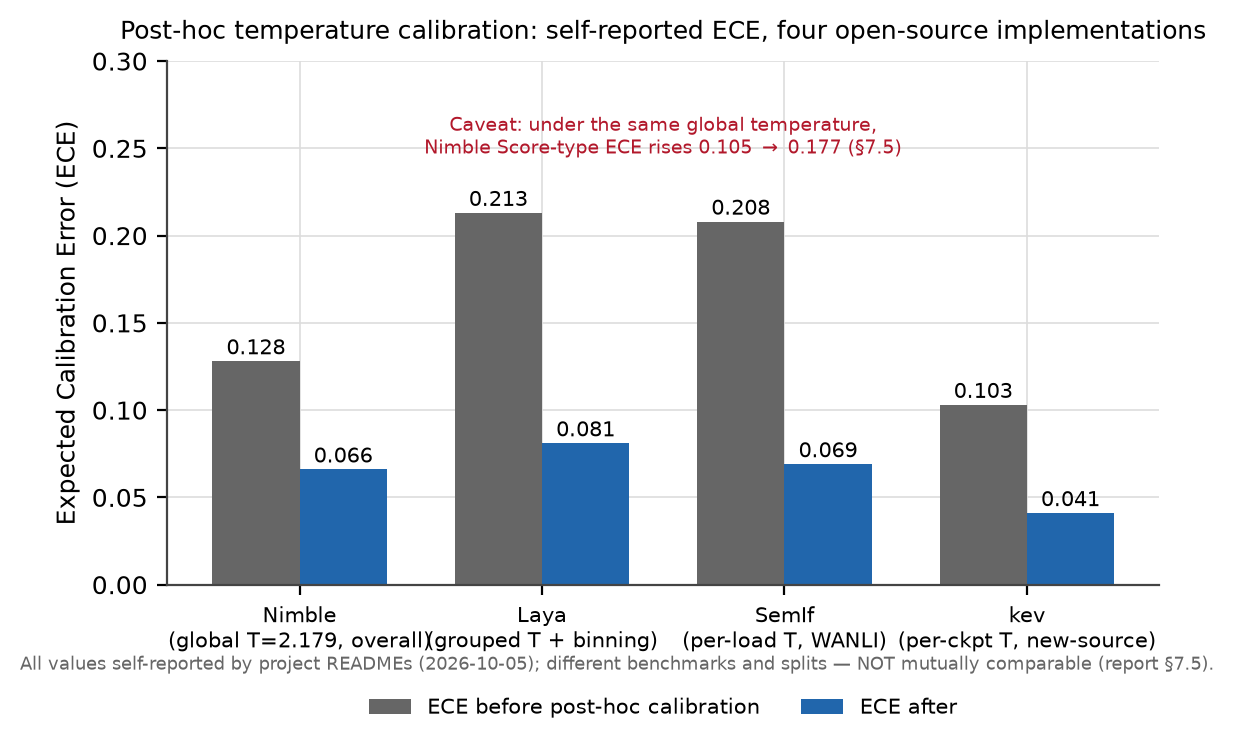 Post-hoc temperature calibration: self-reported ECE, four open-source implementations
Expected Calibration Error (ECE)
0.30
0.25
0.20
0.15
0.10
0.05
0.00
Caveat: under the same global temperature,
Nimble Score-type ECE rises 0.105 → 0.177 (§7.5)
0.128
0.066
0.213
0.081
0.208
0.069
0.103
0.041
Nimble
(global T=2.179, overall)
Laya
(grouped T + binning)
SemIf
(per-load T, WANLI)
kev
(per-ckpt T, new-source)
All values self-reported by project READMEs (2026-10-05); different benchmarks and splits — NOT mutually comparable (report §7.5).
ECE before post-hoc calibration
ECE after